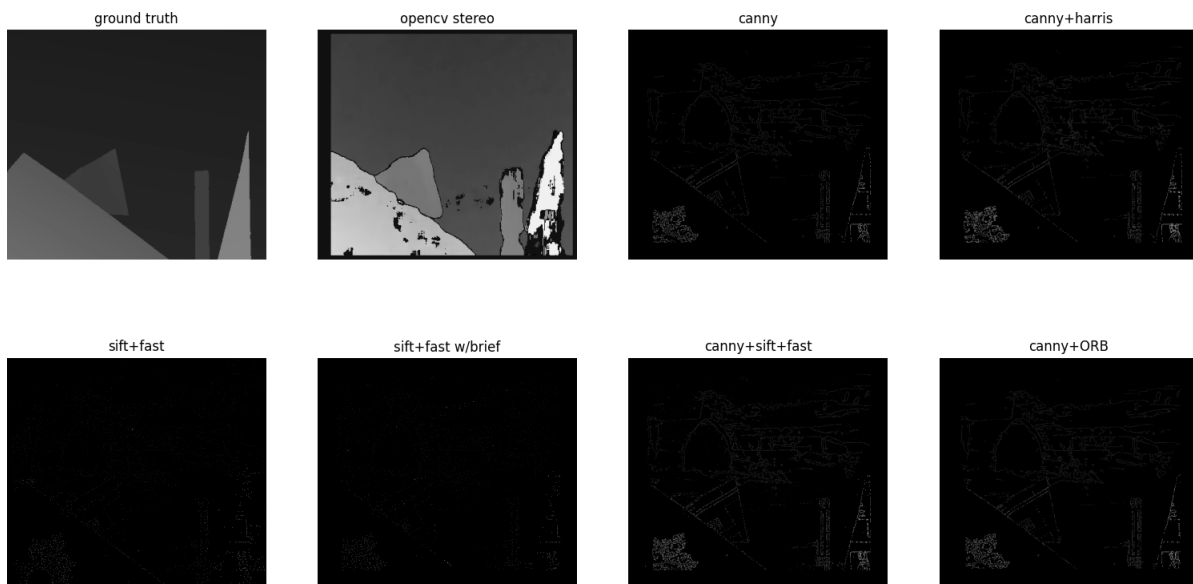 ground truth
opencv stereo
canny
canny+harris
sift+fast
sift+fast w/brief
canny+sift+fast
canny+ORB